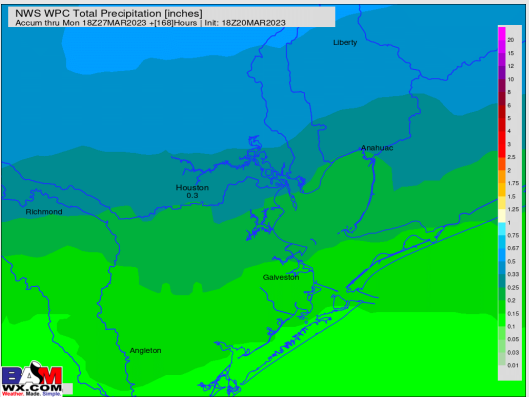 NWS WPC Total Precipitation [inches]
Accum thru Mon 18Z27MAR2023 +[168]Hours | Init: 18Z20MAR2023
Liberty
Anahuac
Houston
0.3
Richmond
Galveston
Angleton
20
15
12
10
8
6
5
4
3
2.5
2
1.75
1.5
1.25
1
0.75
0.67
0.5
0.33
0.25
0.2
0.15
0.1
0.05
0.03
0.01
BAM
WX.COM
Weather. Made. Simple.